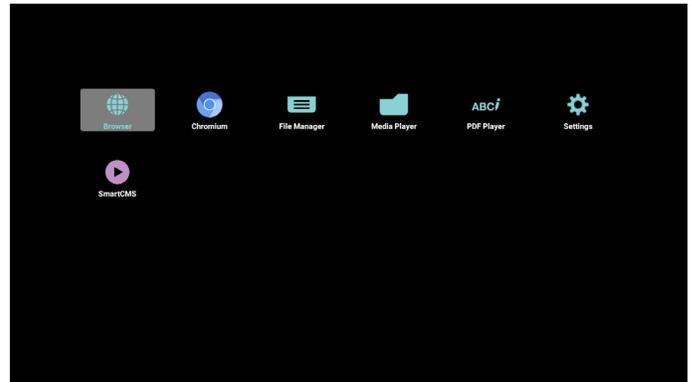 Browser
Chromium
File Manager
Media Player
ABCi
PDF Player
Settings
SmartCMS